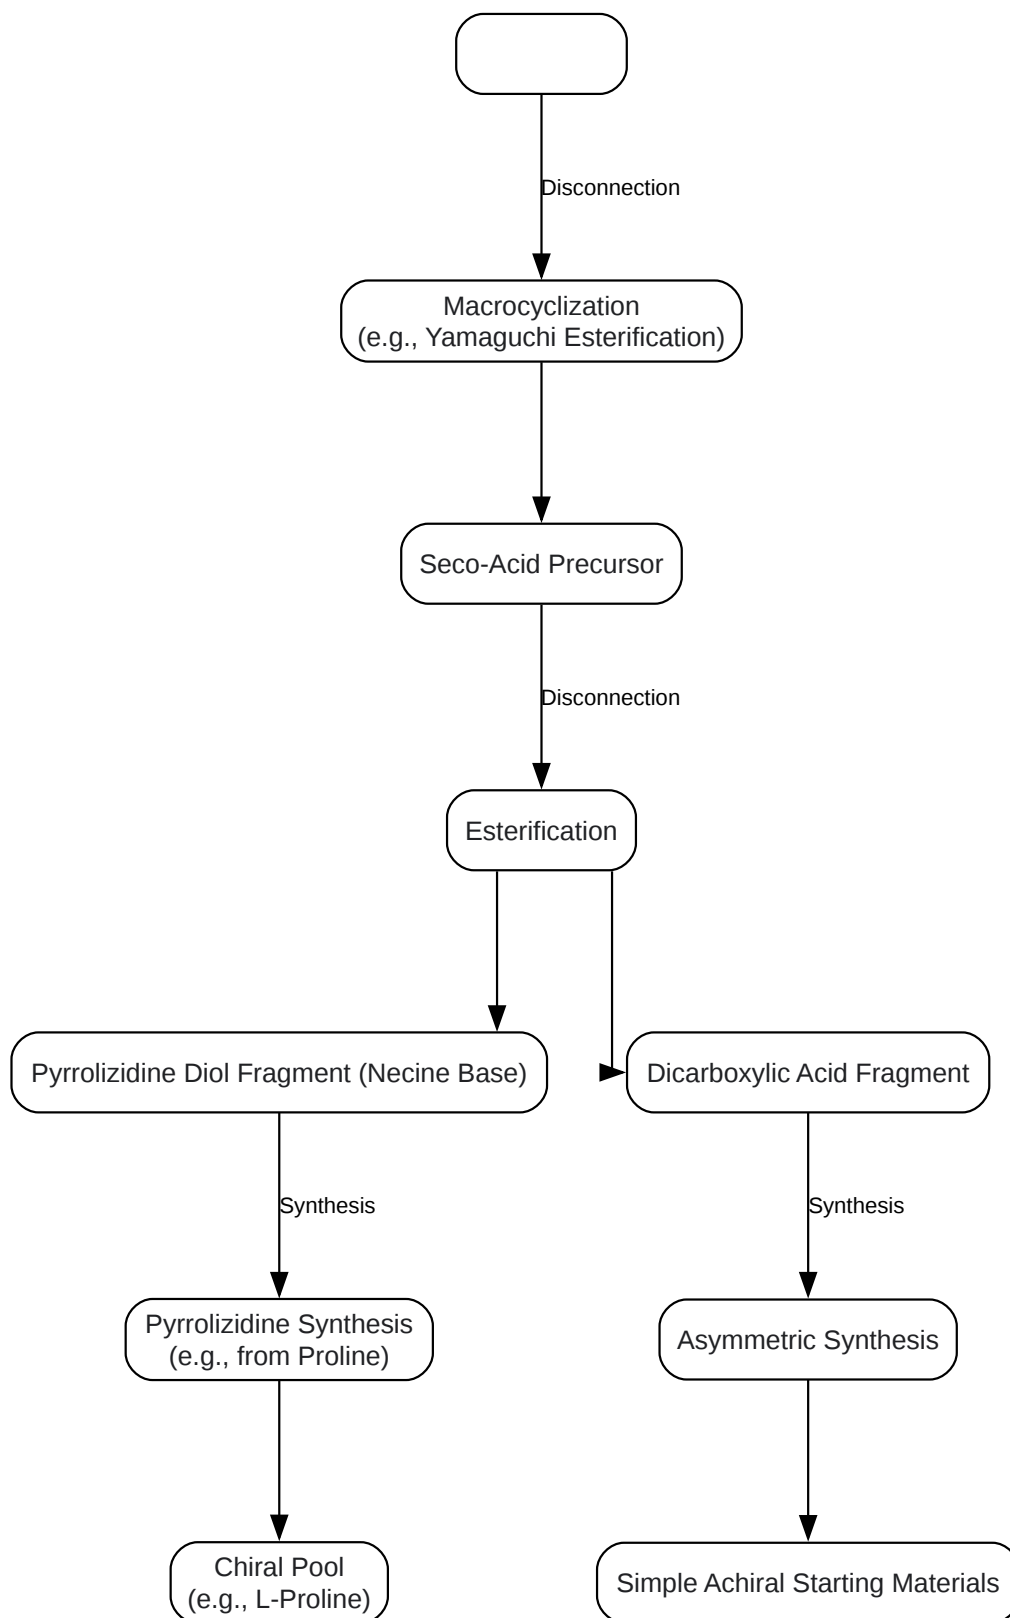 Disconnection
Macrocyclization
(e.g., Yamaguchi Esterification)
Seco-Acid Precursor
Disconnection
Esterification
Pyrrolizidine Diol Fragment (Necine Base)
Dicarboxylic Acid Fragment
Synthesis
Synthesis
Pyrrolizidine Synthesis
(e.g., from Proline)
Asymmetric Synthesis
Chiral Pool
(e.g., L-Proline)
Simple Achiral Starting Materials